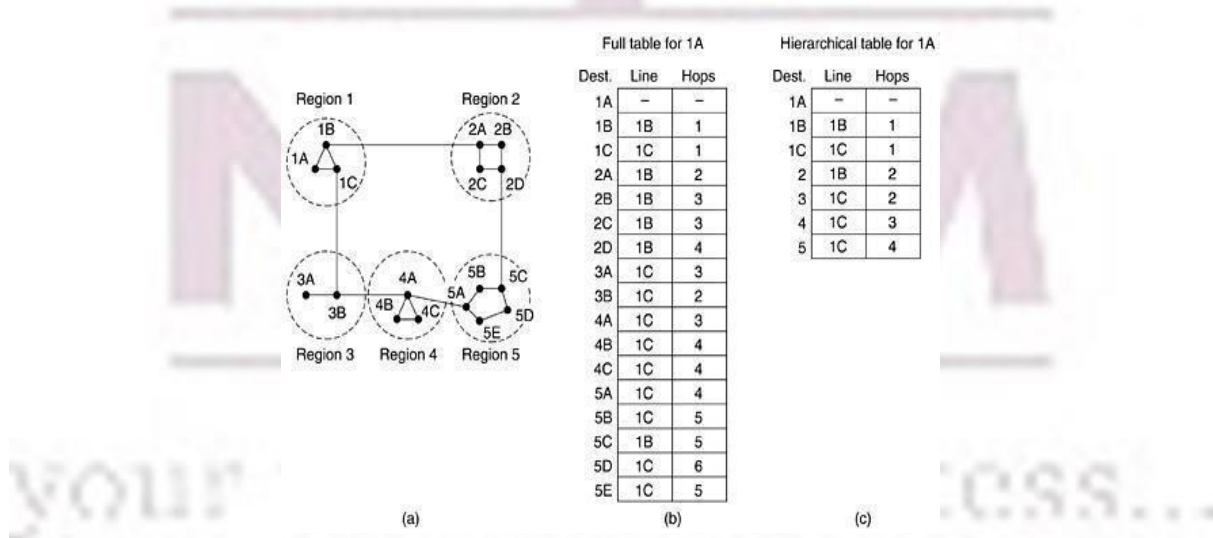 Region 1
Region 2
1B
2A 2B
1A
1C
2C 2D
3A
4A
5B
5C
5A
3B
4B
4C
5D
5E
Region 3 Region 4 Region 5
(a)
Full table for 1A
Dest. Line Hops
1A – –
1B 1B 1
1C 1C 1
2A 1B 2
2B 1B 3
2C 1B 3
2D 1B 4
3A 1C 3
3B 1C 2
4A 1C 3
4B 1C 4
4C 1C 4
5A 1C 4
5B 1C 5
5C 1B 5
5D 1C 6
5E 1C 5
(b)
Hierarchical table for 1A
Dest. Line Hops
1A – –
1B 1B 1
1C 1C 1
2 1B 2
3 1C 2
4 1C 3
5 1C 4
(c)
your
ess...